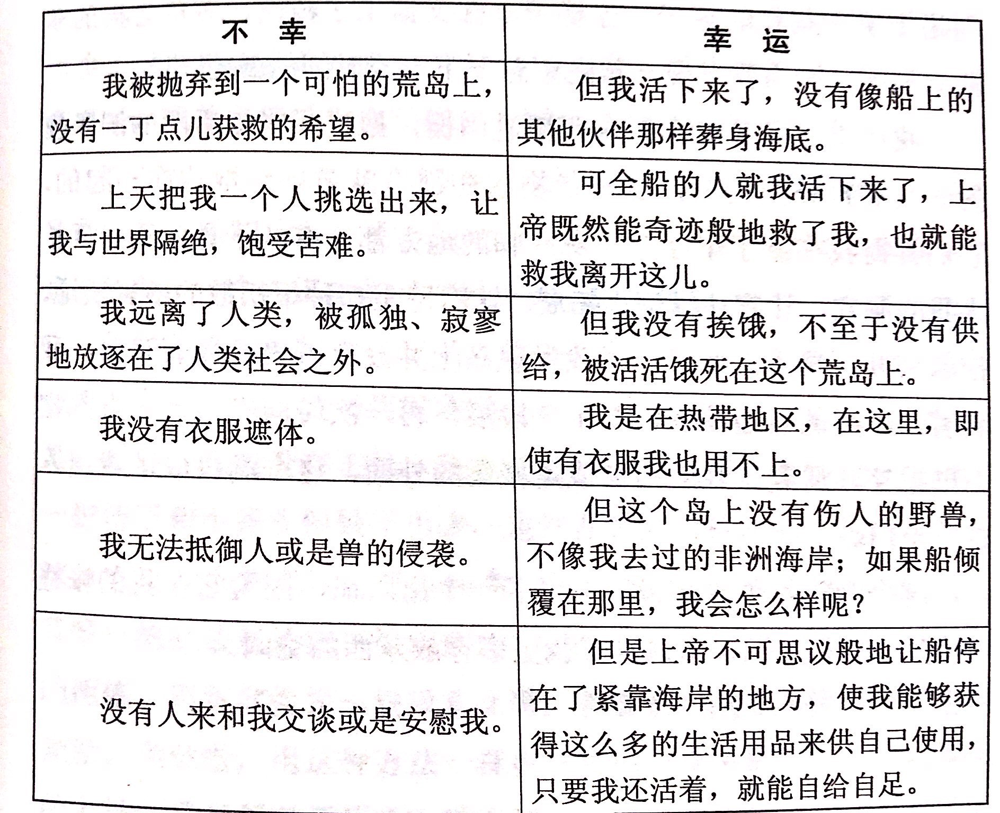 不 幸
幸 运
我被抛弃到一个可怕的荒岛上，
没有一丁点儿获救的希望。
但我活下来了，没有像船上的
其他伙伴那样葬身海底。
上天把我一个人挑选出来，让
我与世界隔绝，饱受苦难。
可全船的人就我活下来了，上
帝既然能奇迹般地救了我，也就能
救我离开这儿。
我远离了人类，被孤独、寂寥
地放逐在了人类社会之外。
但我没有挨饿，不至于没有供
给，被活活饿死在这个荒岛上。
我没有衣服遮体。
我是在热带地区，在这里，即
使有衣服我也用不上。
我无法抵御人或是兽的侵袭。
但这个岛上没有伤人的野兽，
不像我去过的非洲海岸；如果船倾
覆在那里，我会怎么样呢？
没有人来和我交谈或是安慰我。
但是上帝不可思议般地让船停
在了紧靠海岸的地方，使我能够获
得这么多的生活用品来供自己使用，
只要我还活着，就能自给自足。